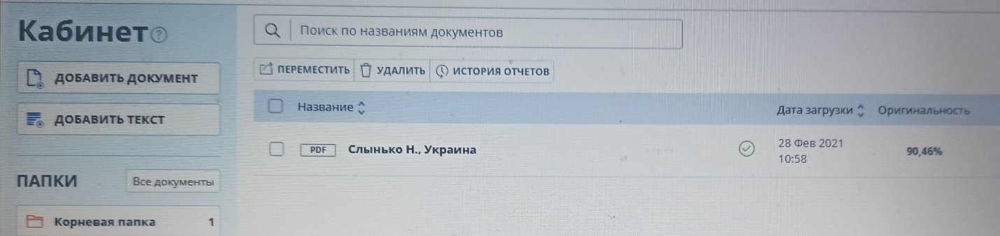 Кабинет ?
Поиск по названиям документов
ДОБАВИТЬ ДОКУМЕНТ
ПЕРЕМЕСТИТЬ УДАЛИТЬ ИСТОРИЯ ОТЧЕТОВ
Название Дата загрузки Оригинальность
ДОБАВИТЬ ТЕКСТ
PDF Слынько Н., Украина 28 Фев 2021 90,46%
10:58
ПАПКИ Все документы
Корневая папка 1